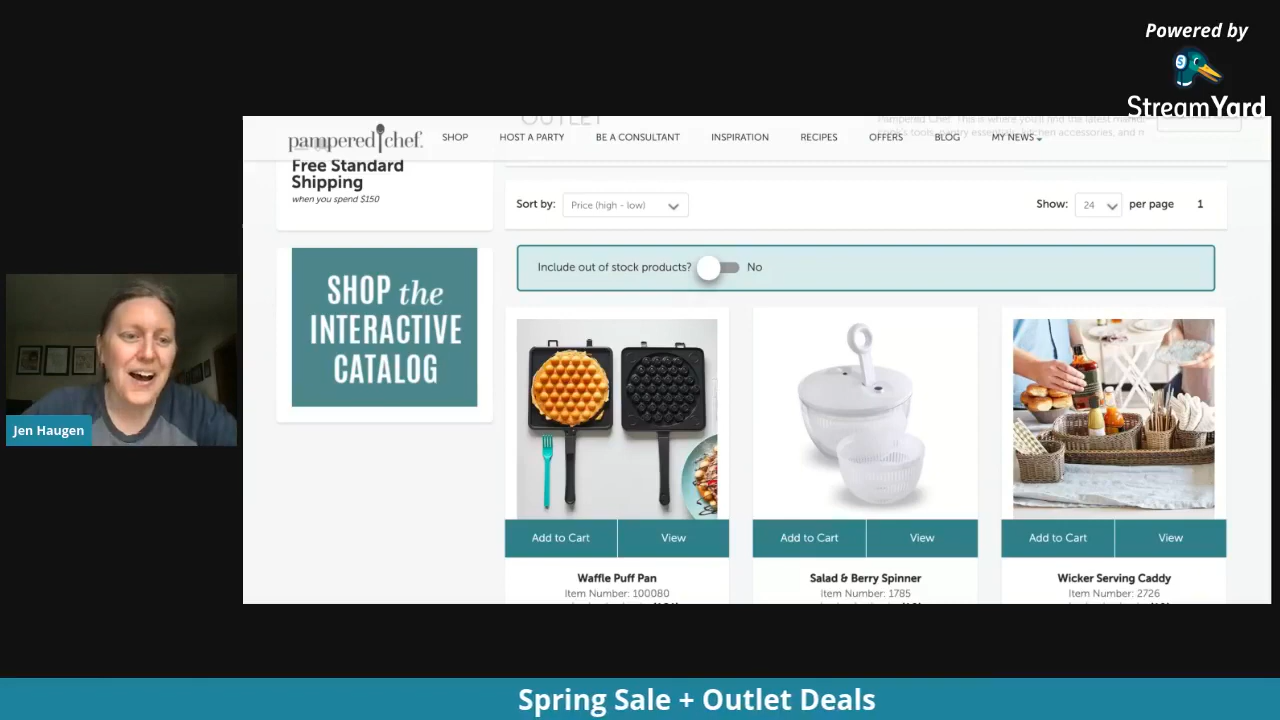 Powered by
StreamYard
OUTLET
pampered chef.
SHOP
HOST A PARTY
BE A CONSULTANT
INSPIRATION
RECIPES
OFFERS
BLOG
MY NEWS
Free Standard
Shipping
when you spend $150
Sort by:
Price (high - low)
Show:
24
per page
1
Include out of stock products?
No
SHOP the
INTERACTIVE
CATALOG
Add to Cart
View
Add to Cart
View
Add to Cart
View
Waffle Puff Pan
Item Number: 100080
Salad & Berry Spinner
Item Number: 1785
Wicker Serving Caddy
Item Number: 2726
Jen Haugen
Spring Sale + Outlet Deals